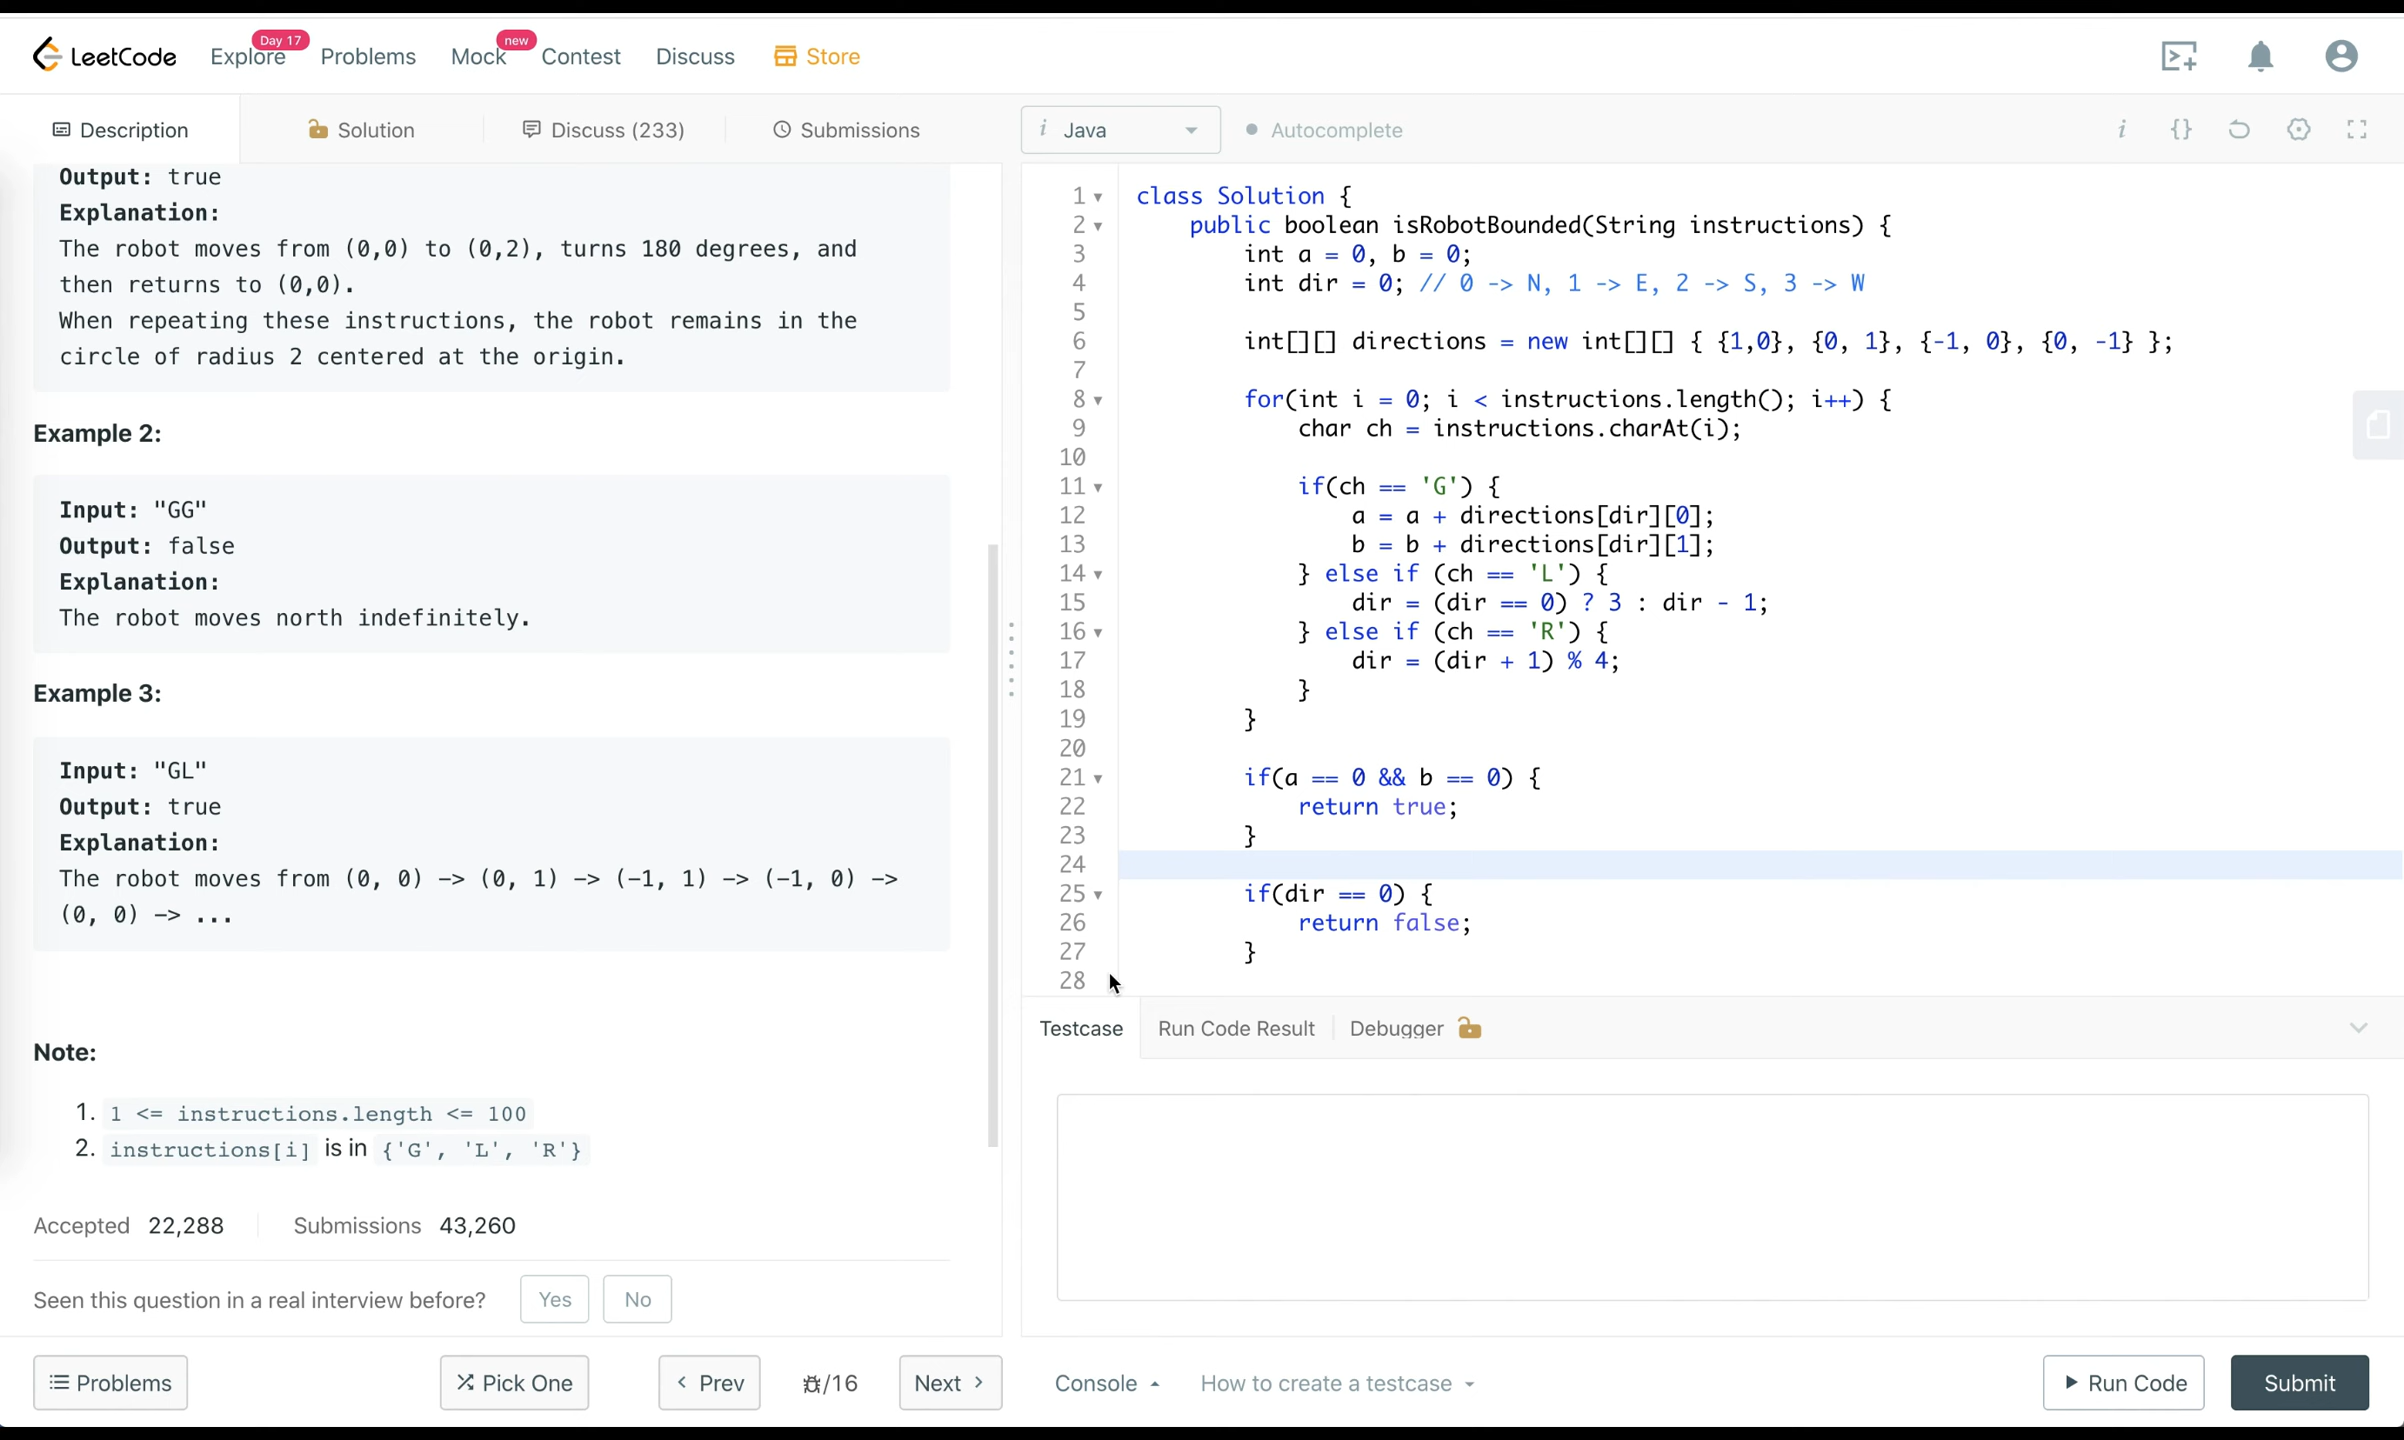 LeetCode Explore Day 17 Problems Mock new Contest Discuss Store
Description Solution Discuss (233) Submissions
i Java Autocomplete i {}
Output: true
Explanation:
The robot moves from (0,0) to (0,2), turns 180 degrees, and
then returns to (0,0).
When repeating these instructions, the robot remains in the
circle of radius 2 centered at the origin.
Example 2:
Input: "GG"
Output: false
Explanation:
The robot moves north indefinitely.
Example 3:
Input: "GL"
Output: true
Explanation:
The robot moves from (0, 0) -> (0, 1) -> (-1, 1) -> (-1, 0) ->
(0, 0) -> ...
Note:
1. 1 <= instructions.length <= 100
2. instructions[i] is in {'G', 'L', 'R'}
Accepted 22,288 Submissions 43,260
Seen this question in a real interview before? Yes No
Problems Pick One < Prev /16 Next >
1 class Solution {
2 public boolean isRobotBounded(String instructions) {
3 int a = 0, b = 0;
4 int dir = 0; // 0 -> N, 1 -> E, 2 -> S, 3 -> W
5
6 int[][] directions = new int[][] { {1,0}, {0, 1}, {-1, 0}, {0, -1} };
7
8 for(int i = 0; i < instructions.length(); i++) {
9 char ch = instructions.charAt(i);
10
11 if(ch == 'G') {
12 a = a + directions[dir][0];
13 b = b + directions[dir][1];
14 } else if (ch == 'L') {
15 dir = (dir == 0) ? 3 : dir - 1;
16 } else if (ch == 'R') {
17 dir = (dir + 1) % 4;
18 }
19 }
20
21 if(a == 0 && b == 0) {
22 return true;
23 }
24
25 if(dir == 0) {
26 return false;
27 }
28
Testcase Run Code Result Debugger
Console How to create a testcase Run Code Submit